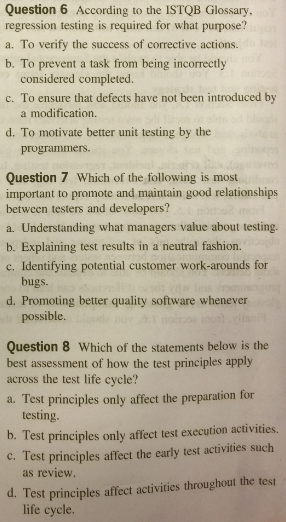 Question 6 According to the ISTQB Glossary,
regression testing is required for what purpose?
a. To verify the success of corrective actions.
b. To prevent a task from being incorrectly
considered completed.
c. To ensure that defects have not been introduced by
a modification.
d. To motivate better unit testing by the
programmers.
Question 7 Which of the following is most
important to promote and maintain good relationships
between testers and developers?
a. Understanding what managers value about testing.
b. Explaining test results in a neutral fashion.
c. Identifying potential customer work-arounds for
bugs.
d. Promoting better quality software whenever
possible.
Question 8 Which of the statements below is the
best assessment of how the test principles apply
across the test life cycle?
a. Test principles only affect the preparation for
testing.
b. Test principles only affect test execution activities.
c. Test principles affect the early test activities such
as review.
d. Test principles affect activities throughout the test
life cycle.